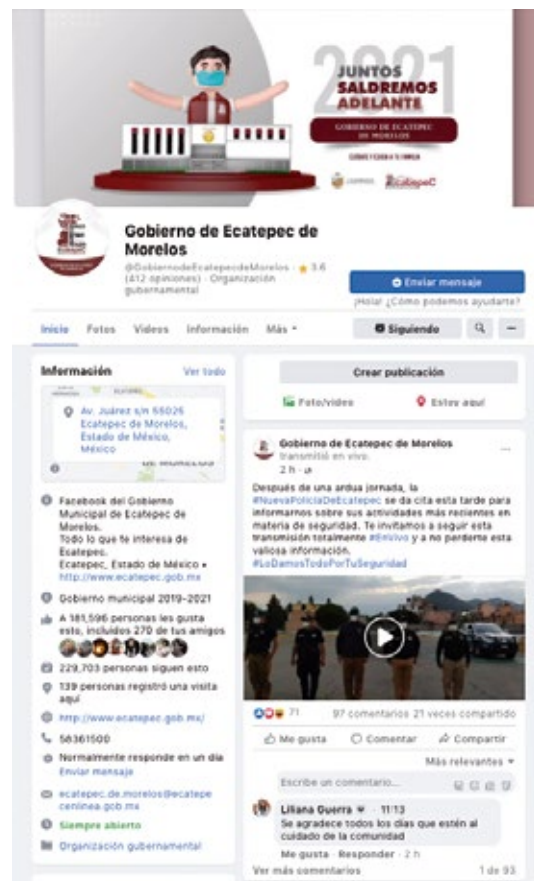 2021
JUNTOS
SALDREMOS
ADELANTE
GOBIERNO DE ECATEPEC
DE MORELOS
EcatepeC
Gobierno de Ecatepec de
Morelos
@GobiernodeEcatepecdeMorelos · 3.6
(412 opiniones) · Organización
gubernamental
Enviar mensaje
¡Hola! ¿Cómo podemos ayudarte?
Inicio Fotos Videos Información Más
Siguiendo
Información Ver todo
Av. Juárez s/n 55026
Ecatepec de Morelos,
Estado de México,
México
Facebook del Gobierno
Municipal de Ecatepec de
Morelos.
Todo lo que te interesa de
Ecatepec.
Ecatepec, Estado de México •
http://www.ecatepec.gob.mx
Gobierno municipal 2019-2021
A 181,596 personas les gusta
esto, incluidos 270 de tus amigos
229,703 personas siguen esto
139 personas registró una visita
aquí
http://www.ecatepec.gob.mx/
58361500
Normalmente responde en un día
Enviar mensaje
ecatepec.de.morelos@ecatepe
cenlinea.gob.mx
Siempre abierto
Organización gubernamental
Crear publicación
Foto/video Estoy aquí
Gobierno de Ecatepec de Morelos
transmitió en vivo.
2 h ·
Después de una ardua jornada, la
#NuevaPolicíaDeEcatepec se da cita esta tarde para
informarnos sobre sus actividades más recientes en
materia de seguridad. Te invitamos a seguir esta
transmisión totalmente #EnVivo y a no perderte esta
valiosa información.
#LoDamosTodoPorTuSeguridad
71 97 comentarios 21 veces compartido
Me gusta Comentar Compartir
Más relevantes
Escribe un comentario...
Liliana Guerra · 11:13
Se agradece todos los días que estén al
cuidado de la comunidad
Me gusta · Responder · 2 h
Ver más comentarios 1 de 93